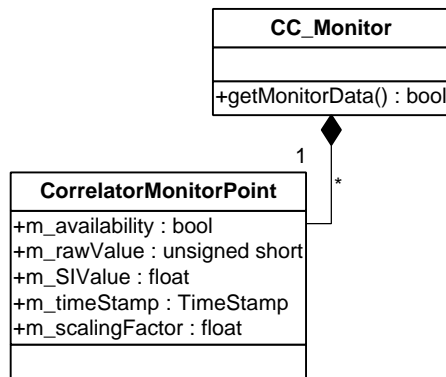 CC_Monitor
+getMonitorData() : bool
1
*
CorrelatorMonitorPoint
+m_availability : bool
+m_rawValue : unsigned short
+m_SIValue : float
+m_timeStamp : TimeStamp
+m_scalingFactor : float